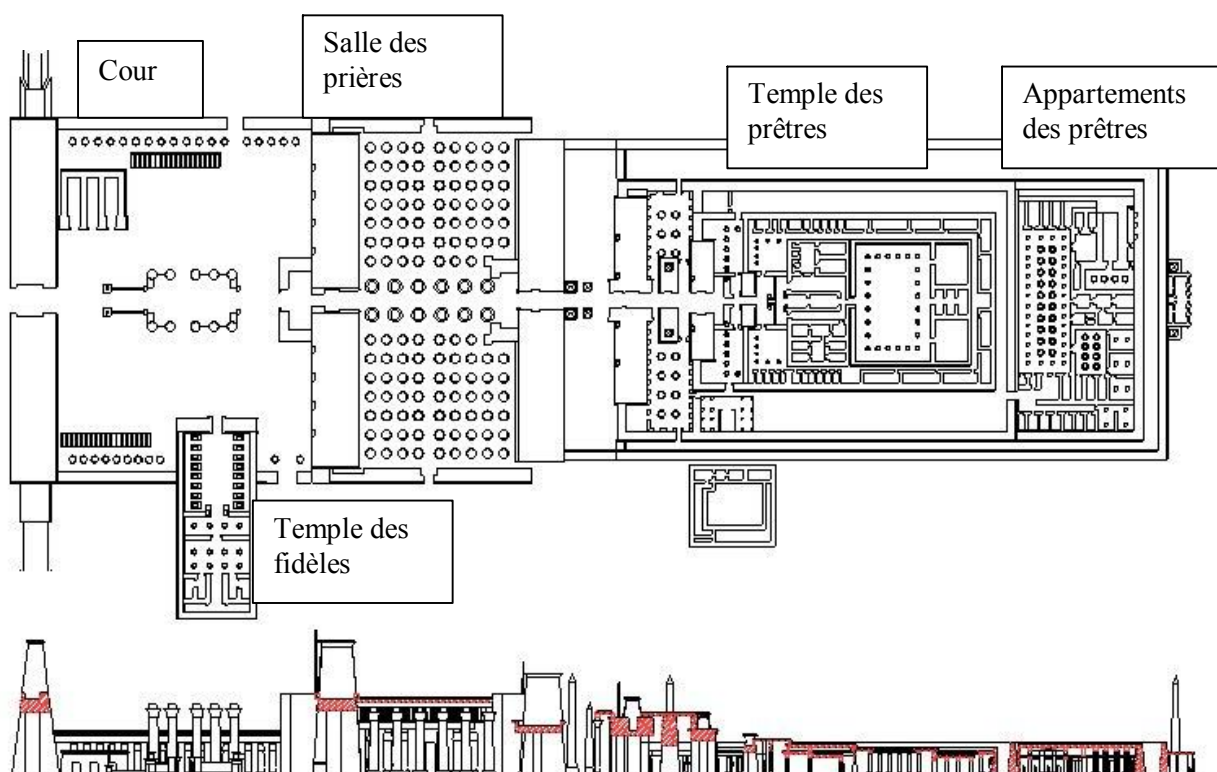 Cour
Salle des
prières
Temple des
prêtres
Appartements
des prêtres
Temple des
fidèles